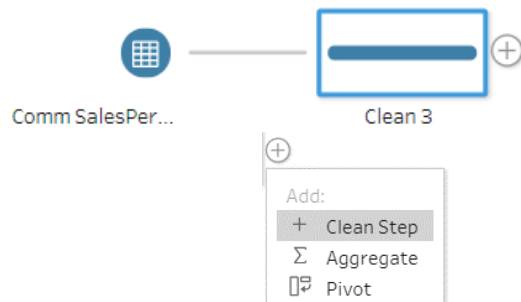 Comm SalesPer...
Clean 3
Add:
Clean Step
Aggregate
Pivot